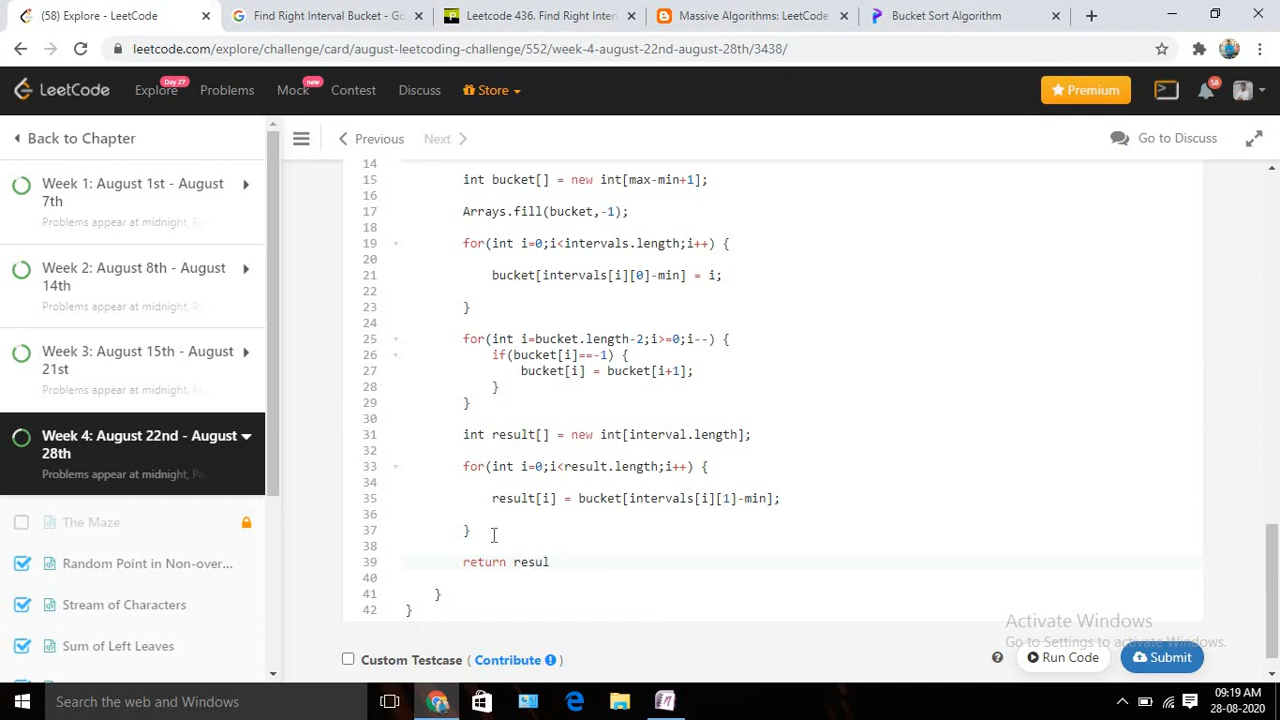 (58) Explore - LeetCode
Find Right Interval Bucket - Go
Leetcode 436. Find Right Inter
Massive Algorithms: LeetCode
Bucket Sort Algorithm
leetcode.com/explore/challenge/card/august-leetcoding-challenge/552/week-4-august-22nd-august-28th/3438/
LeetCode
Explore
Day 27
Problems
Mock
new
Contest
Discuss
Store
Premium
58
Back to Chapter
Previous
Next
Go to Discuss
Week 1: August 1st - August
7th
Problems appear at midnight,
Week 2: August 8th - August
14th
Problems appear at midnight,
Week 3: August 15th - August
21st
Problems appear at midnight,
Week 4: August 22nd - August
28th
Problems appear at midnight,
The Maze
Random Point in Non-over...
Stream of Characters
Sum of Left Leaves
14
15 int bucket[] = new int[max-min+1];
16
17 Arrays.fill(bucket,-1);
18
19 for(int i=0;i<intervals.length;i++) {
20
21 bucket[intervals[i][0]-min] = i;
22
23 }
24
25 for(int i=bucket.length-2;i>=0;i--) {
26 if(bucket[i]==-1) {
27 bucket[i] = bucket[i+1];
28 }
29 }
30
31 int result[] = new int[interval.length];
32
33 for(int i=0;i<result.length;i++) {
34
35 result[i] = bucket[intervals[i][1]-min];
36
37 }
38
39 return resul
40
41 }
42 }
Activate Windows
Go to Settings to activate Windows.
Custom Testcase ( Contribute )
Run Code
Submit
Search the web and Windows
09:19 AM
28-08-2020